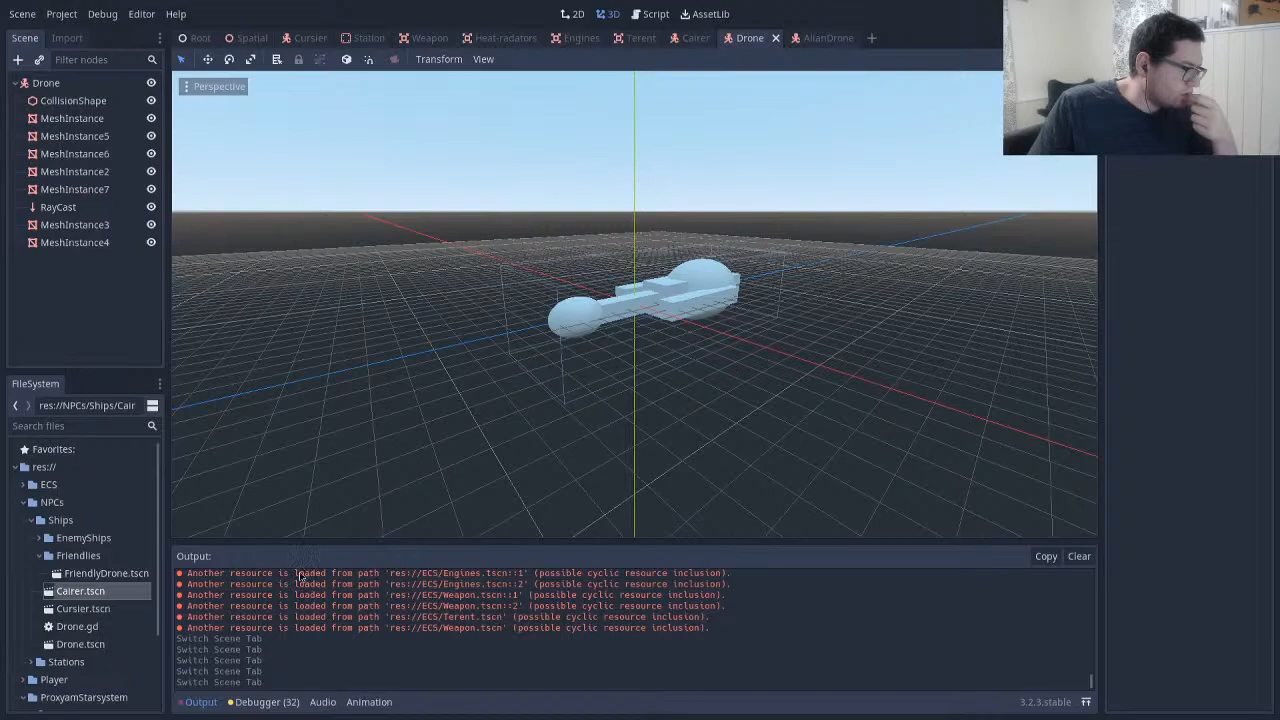 Scene Project Debug Editor Help
2D 3D Script AssetLib
Scene Import
Root Spatial Cursier Station Weapon Heat-radiators Engines Terent Cairer Drone AlianDrone
Filter nodes
Transform View
Perspective
Drone
CollisionShape
MeshInstance
MeshInstance5
MeshInstance6
MeshInstance2
MeshInstance7
RayCast
MeshInstance3
MeshInstance4
FileSystem
res://NPCs/Ships/Cair
Search files
Favorites:
res://
ECS
NPCs
Ships
EnemyShips
Friendlies
FriendlyDrone.tscn
Cairer.tscn
Cursier.tscn
Drone.gd
Drone.tscn
Stations
Player
ProxyamStarsystem
Output:
Copy Clear
Another resource is loaded from path 'res://ECS/Engines.tscn::1' (possible cyclic resource inclusion).
Another resource is loaded from path 'res://ECS/Engines.tscn::2' (possible cyclic resource inclusion).
Another resource is loaded from path 'res://ECS/Weapon.tscn::1' (possible cyclic resource inclusion).
Another resource is loaded from path 'res://ECS/Weapon.tscn::2' (possible cyclic resource inclusion).
Another resource is loaded from path 'res://ECS/Terent.tscn' (possible cyclic resource inclusion).
Another resource is loaded from path 'res://ECS/Weapon.tscn' (possible cyclic resource inclusion).
Switch Scene Tab
Switch Scene Tab
Switch Scene Tab
Switch Scene Tab
Switch Scene Tab
Output Debugger (32) Audio Animation
3.2.3.stable